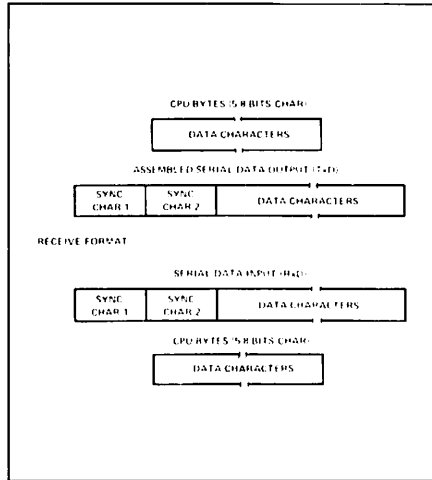 CPU BYTES (5-8 BITS/CHAR)
DATA CHARACTERS
ASSEMBLED SERIAL DATA OUTPUT (TxD)
SYNC CHAR 1
SYNC CHAR 2
DATA CHARACTERS
RECEIVE FORMAT
SERIAL DATA INPUT (RxD)
SYNC CHAR 1
SYNC CHAR 2
DATA CHARACTERS
CPU BYTES (5-8 BITS/CHAR)
DATA CHARACTERS